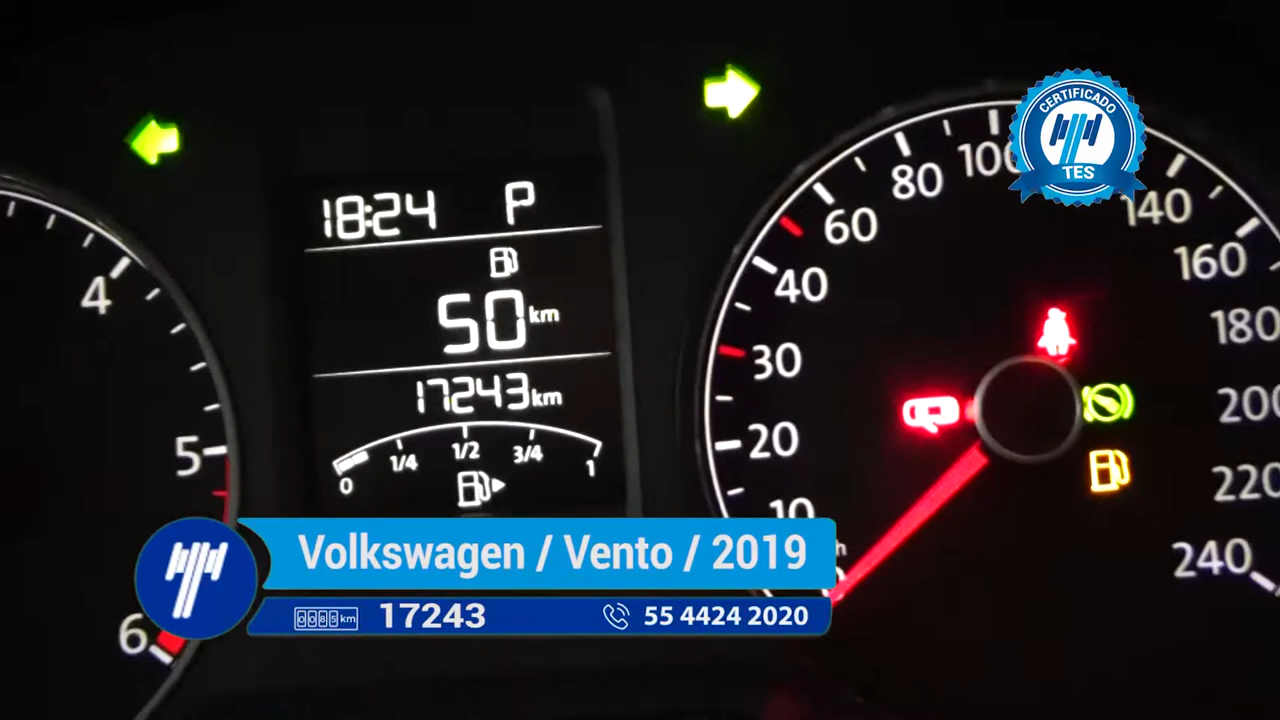 CERTIFICADO
TES
18:24 P
50 km
17243 km
0 1/4 1/2 3/4 1
4
5
6
10
20
30
40
60
80
100
140
160
180
200
220
240
Volkswagen / Vento / 2019
0085 km 17243 55 4424 2020